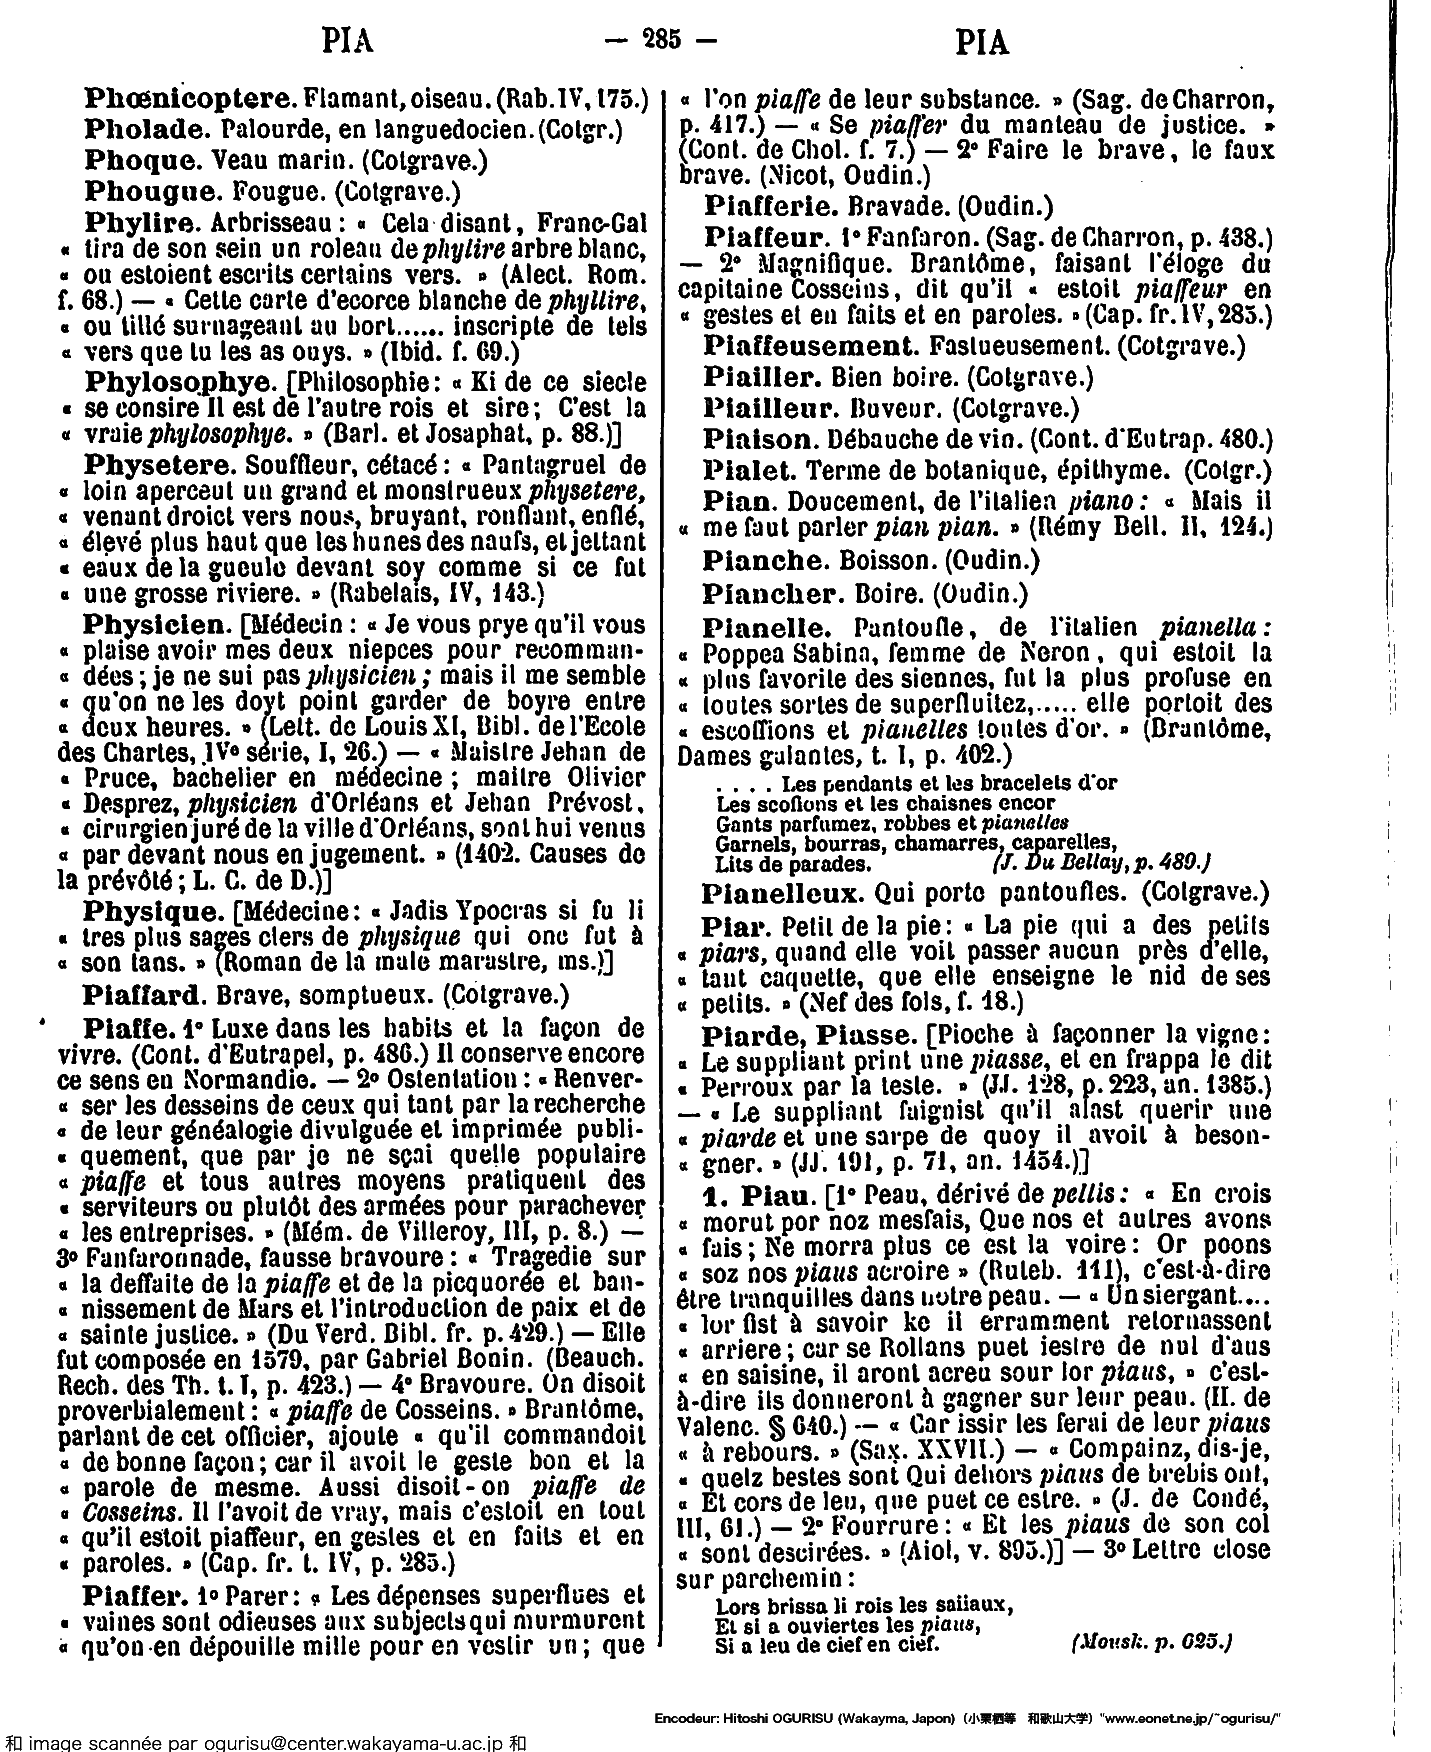 PIA
— 285 —
PIA
Phœnicoptere. Flamant, oiseau. (Rab. IV, 175.)
Pholade. Palourde, en languedocien. (Cotgr.)
Phoque. Veau marin. (Cotgrave.)
Phougue. Fougue. (Cotgrave.)
Phylire. Arbrisseau : « Cela disant, Franc-Gal
« tira de son sein un roleau de phylire arbre blanc,
« ou estoient escrits certains vers. » (Alect. Rom.
f. 68.) — « Cette carte d'ecorce blanche de phyllire,
« ou tillé surnageant au bort...... inscripte de tels
« vers que tu les as ouys. » (Ibid. f. 69.)
Phylosophye. [Philosophie : « Ki de ce siecle
« se consire Il est de l'autre rois et sire ; C'est la
« vraie phylosophye. » (Barl. et Josaphat, p. 88.)]
Physetere. Souffleur, cétacé : « Pantagruel de
« loin aperceut un grand et monstrueux physetere,
« venant droict vers nous, bruyant, ronflant, enflé,
« élevé plus haut que les hunes des naufs, et jettant
« eaux de la gueule devant soy comme si ce fut
« une grosse riviere. » (Rabelais, IV, 143.)
Physicien. [Médecin : « Je vous prye qu'il vous
« plaise avoir mes deux niepces pour recomman-
« dées ; je ne sui pas physicien ; mais il me semble
« qu'on ne les doyt point garder de boyre entre
« deux heures. » (Lett. de Louis XI, Bibl. de l'Ecole
des Chartes, IVe série, I, 26.) — « Maistre Jehan de
« Pruce, bachelier en médecine ; maitre Olivier
« Desprez, physicien d'Orléans et Jehan Prévost,
« cirurgien juré de la ville d'Orléans, sont hui venus
« par devant nous en jugement. » (1402. Causes de
la prévôté ; L. C. de D.)]
Physique. [Médecine : « Jadis Ypocras si fu li
« tres plus sages clers de physique qui onc fut à
« son tans. » (Roman de la male marastre, ms.)]
Piaffard. Brave, somptueux. (Cotgrave.)
Piaffe. 1° Luxe dans les habits et la façon de
vivre. (Cont. d'Eutrapel, p. 486.) Il conserve encore
ce sens en Normandie. — 2° Ostentation : « Renver-
« ser les desseins de ceux qui tant par la recherche
« de leur généalogie divulguée et imprimée publi-
« quement, que par je ne sçai quelle populaire
« piaffe et tous autres moyens pratiquent des
« serviteurs ou plutôt des armées pour parachever
« les entreprises. » (Mém. de Villeroy, III, p. 8.) —
3° Fanfaronnade, fausse bravoure : « Tragedie sur
« la deffaite de la piaffe et de la picquorée et ban-
« nissement de Mars et l'introduction de paix et de
« sainte justice. » (Du Verd. Bibl. fr. p. 429.) — Elle
fut composée en 1579, par Gabriel Bonin. (Beauch.
Rech. des Th. t. I, p. 423.) — 4° Bravoure. On disoit
proverbialement : « piaffe de Cosseins. » Brantôme,
parlant de cet officier, ajoute « qu'il commandoit
« de bonne façon ; car il avoit le geste bon et la
« parole de mesme. Aussi disoit-on piaffe de
« Cosseins. Il l'avoit de vray, mais c'estoit en tout
« qu'il estoit piaffeur, en gestes et en faits et en
« paroles. » (Cap. fr. t. IV, p. 285.)
Piaffer. 1° Parer : « Les dépenses superflues et
« vaines sont odieuses aux subjects qui murmurent
« qu'on en dépouille mille pour en vestir un ; que
« l'on piaffe de leur substance. » (Sag. de Charron,
p. 417.) — « Se piaffer du manteau de justice. »
(Cont. de Chol. f. 7.) — 2° Faire le brave, le faux
brave. (Nicot, Oudin.)
Piafferie. Bravade. (Oudin.)
Piaffeur. 1° Fanfaron. (Sag. de Charron, p. 438.)
— 2° Magnifique. Brantôme, faisant l'éloge du
capitaine Cosseins, dit qu'il « estoit piaffeur en
« gestes et en faits et en paroles. » (Cap. fr. IV, 285.)
Piaffeusement. Fastueusement. (Cotgrave.)
Piailler. Bien boire. (Cotgrave.)
Piailleur. Buveur. (Cotgrave.)
Piaison. Débauche de vin. (Cont. d'Eutrap. 480.)
Pialet. Terme de botanique, épithyme. (Cotgr.)
Pian. Doucement, de l'italien piano : « Mais il
« me faut parler pian pian. » (Rémy Bell. II, 124.)
Pianche. Boisson. (Oudin.)
Piancher. Boire. (Oudin.)
Pianelle. Pantoufle, de l'italien pianella :
« Poppea Sabina, femme de Neron, qui estoit la
« plus favorite des siennes, fut la plus profuse en
« toutes sortes de superfluitez,..... elle portoit des
« escoffions et pianelles toutes d'or. » (Brantôme,
Dames galantes, t. I, p. 402.)
. . . . Les pendants et les bracelets d'or
Les scofions et les chaisnes encor
Gants parfumez, robbes et pianelles
Garnels, bourras, chamarres, caparelles,
Lits de parades. (J. Du Bellay, p. 489.)
Pianelleux. Qui porte pantoufles. (Cotgrave.)
Piar. Petit de la pie : « La pie qui a des petits
« piars, quand elle voit passer aucun près d'elle,
« tant caquette, que elle enseigne le nid de ses
« petits. » (Nef des fols, f. 18.)
Piarde, Piasse. [Pioche à façonner la vigne :
« Le suppliant print une piasse, et en frappa le dit
« Perroux par la teste. » (JJ. 128, p. 223, an. 1385.)
— « Le suppliant faignist qu'il alast querir une
« piarde et une sarpe de quoy il avoit à beson-
« gner. » (JJ. 191, p. 71, an. 1454.)]
1. Piau. [1° Peau, dérivé de pellis : « En crois
« morut por noz mesfais, Que nos et autres avons
« fais ; Ne morra plus ce est la voire : Or poons
« soz nos piaus acroire » (Ruteb. 111), c'est-à-dire
être tranquilles dans notre peau. — « Un siergant....
« lor fist à savoir ke il erramment retornassent
« arriere ; car se Rollans puet iestre de nul d'aus
« en saisine, il aront acreu sour lor piaus, » c'est-
à-dire ils donneront à gagner sur leur peau. (H. de
Valenc. § 640.) — « Car issir les ferai de leur piaus
« à rebours. » (Sax. XXVII.) — « Compainz, dis-je,
« quelz bestes sont Qui dehors piaus de brebis ont,
« Et cors de leu, que puet ce estre. » (J. de Condé,
III, 61.) — 2° Fourrure : « Et les piaus de son col
« sont descirées. » (Aiol, v. 895.)] — 3° Lettre close
sur parchemin :
Lors brissa li rois les saiiaux,
Et si a ouviertes les piaus,
Si a leu de cief en cief. (Mousk. p. 625.)
Encodeur: Hitoshi OGURISU (Wakayma, Japon) (小栗栖等 和歌山大学) "www.eonet.ne.jp/~ogurisu/"
和 image scannée par ogurisu@center.wakayama-u.ac.jp 和